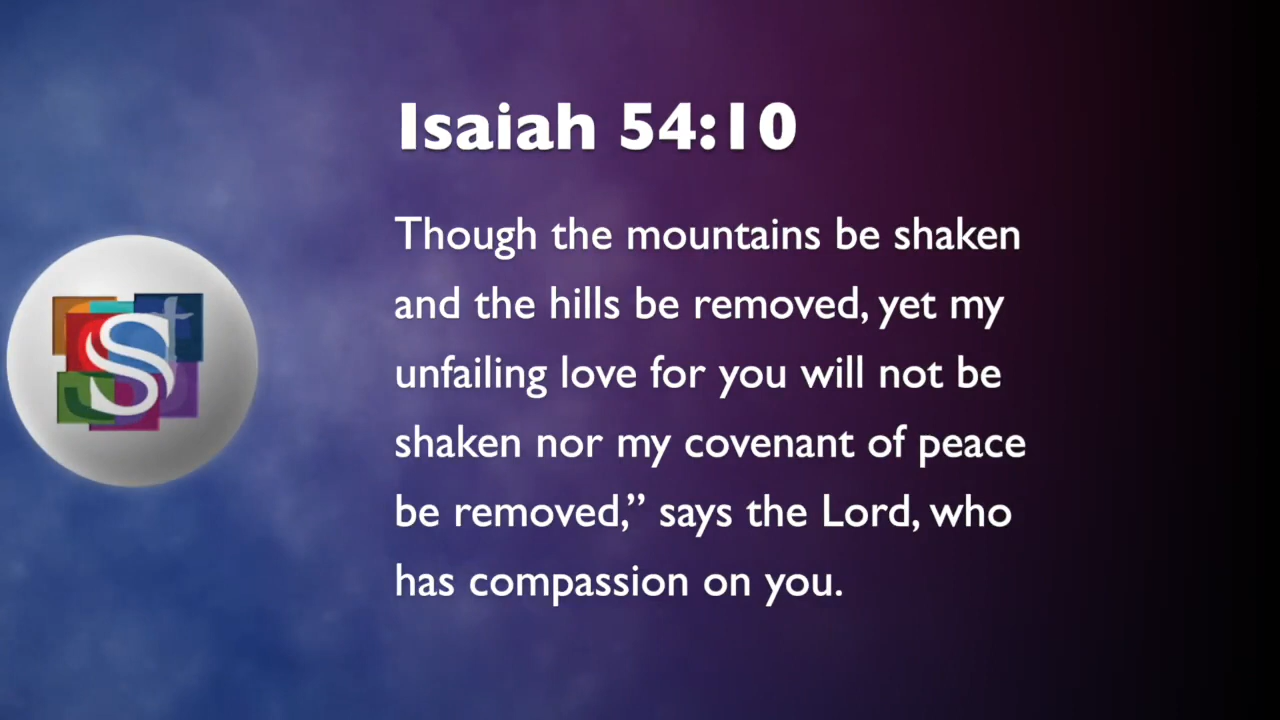 Isaiah 54:10
Though the mountains be shaken
and the hills be removed, yet my
unfailing love for you will not be
shaken nor my covenant of peace
be removed,” says the Lord, who
has compassion on you.
S